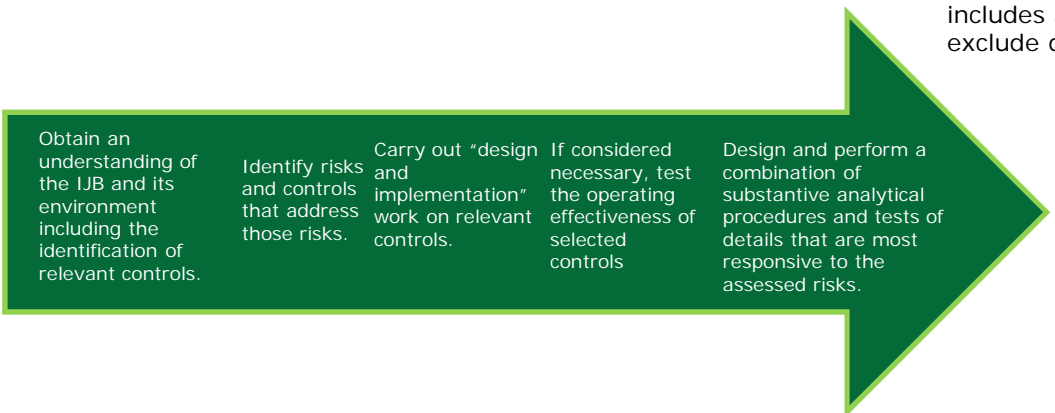 includes
exclude
Obtain an
understanding of
the IJB and its
environment
including the
identification of
relevant controls.
Identify risks
and controls
that address
those risks.
Carry out “design
and
implementation”
work on relevant
controls.
If considered
necessary, test
the operating
effectiveness of
selected
controls
Design and perform a
combination of
substantive analytical
procedures and tests of
details that are most
responsive to the
assessed risks.